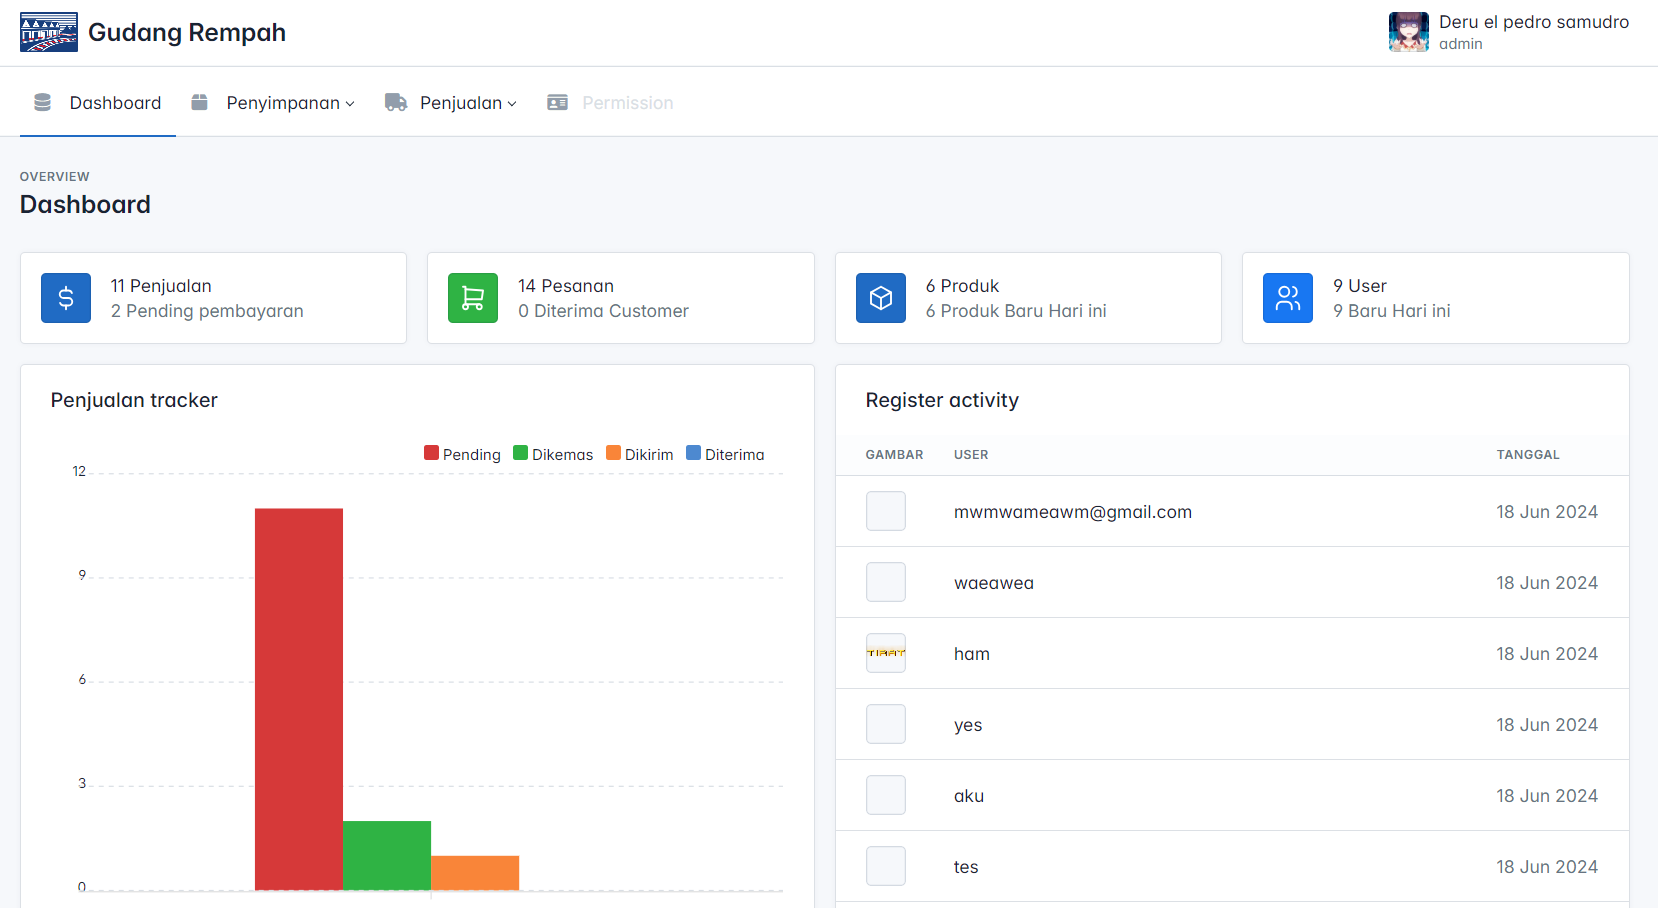 Gudang Rempah
Deru el pedro samudro
admin
Dashboard
Penyimpanan
Penjualan
Permission
OVERVIEW
Dashboard
11 Penjualan
2 Pending pembayaran
14 Pesanan
0 Diterima Customer
6 Produk
6 Produk Baru Hari ini
9 User
9 Baru Hari ini
Penjualan tracker
Pending Dikemas Dikirim Diterima
12
9
6
3
0
Register activity
GAMBAR USER TANGGAL
mwmwameawm@gmail.com 18 Jun 2024
waeawea 18 Jun 2024
ham 18 Jun 2024
yes 18 Jun 2024
aku 18 Jun 2024
tes 18 Jun 2024